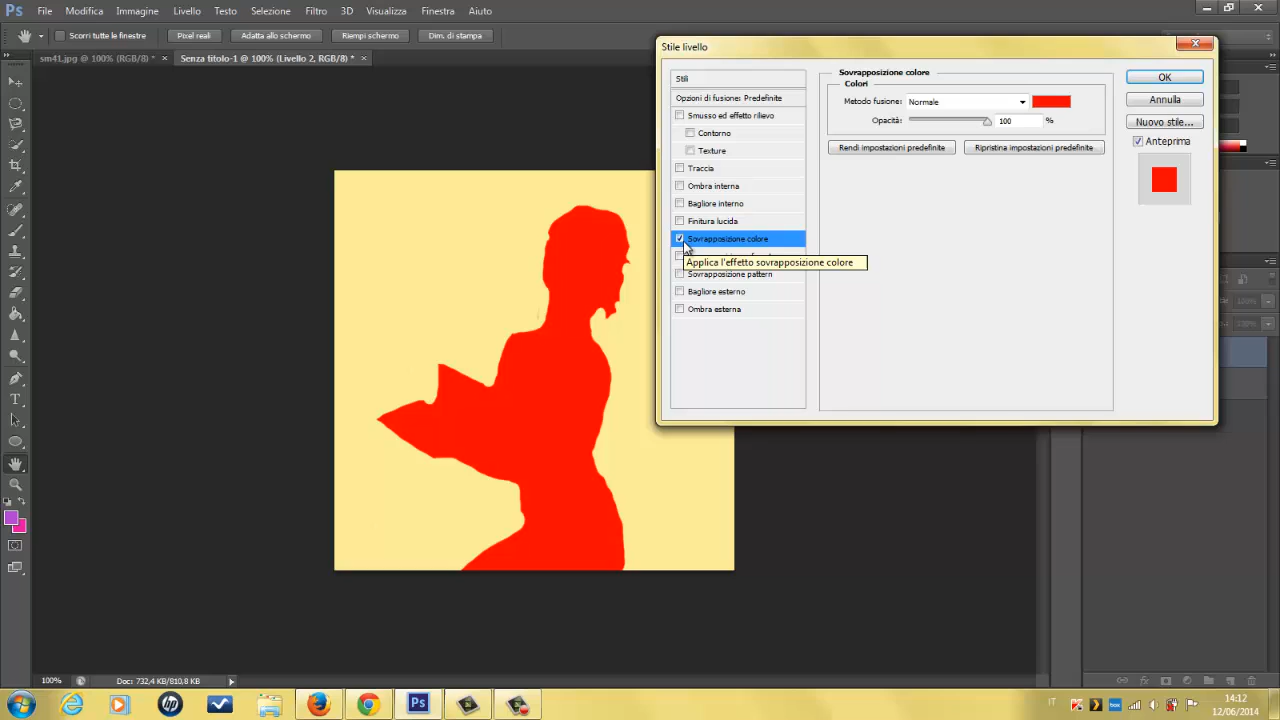 Ps File Modifica Immagine Livello Testo Selezione Filtro 3D Visualizza Finestra Aiuto
Scorri tutte le finestre Pixel reali Adatta allo schermo Riempi schermo Dim. di stampa
sm41.jpg @ 100% (RGB/8) * × Senza titolo-1 @ 100% (Livello 2, RGB/8) * ×
Stile livello
Stili
Opzioni di fusione: Predefinite
Smusso ed effetto rilievo
Contorno
Texture
Traccia
Ombra interna
Bagliore interno
Finitura lucida
Sovrapposizione colore
Applica l'effetto sovrapposizione colore
Sovrapposizione pattern
Bagliore esterno
Ombra esterna
Sovrapposizione colore
Colori
Metodo fusione: Normale
Opacità: 100 %
Rendi impostazioni predefinite Ripristina impostazioni predefinite
OK
Annulla
Nuovo stile...
Anteprima
100% Doc: 732,4 KB/810,8 KB
hp Ps IT 14:12
12/06/2014